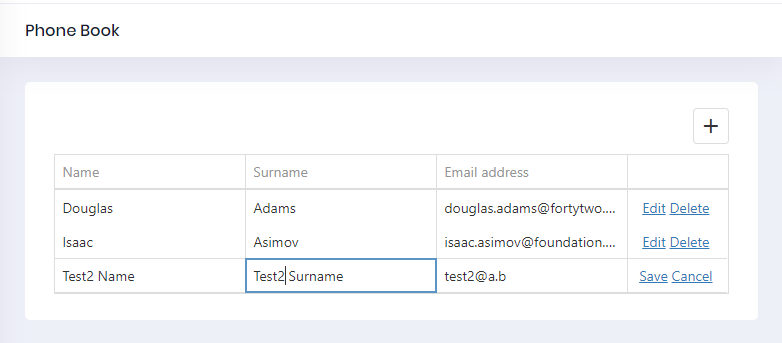 Phone Book
+
Name Surname Email address
Douglas Adams douglas.adams@fortytwo.... Edit Delete
Isaac Asimov isaac.asimov@foundation.... Edit Delete
Test2 Name Test2 Surname test2@a.b Save Cancel